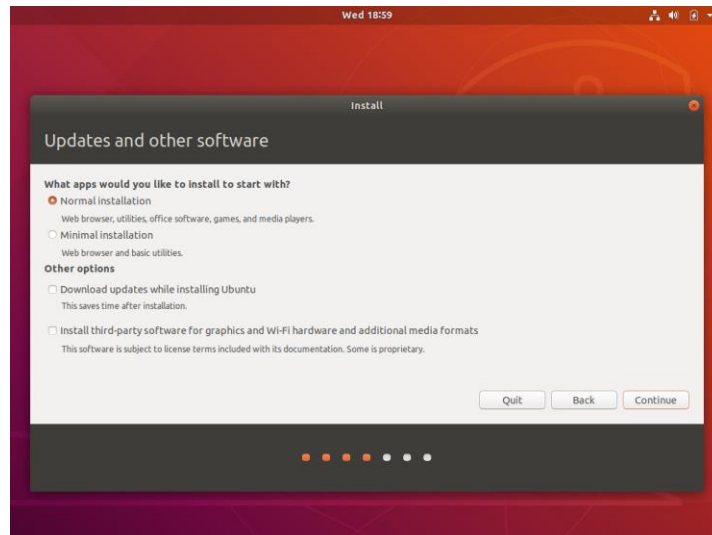 Wed 18:59
Install
Updates and other software
What apps would you like to install to start with?
Normal installation
Web browser, utilities, office software, games, and media players.
Minimal installation
Web browser and basic utilities.
Other options
Download updates while installing Ubuntu
This saves time after installation.
Install third-party software for graphics and Wi-Fi hardware and additional media formats
This software is subject to license terms included with its documentation. Some is proprietary.
Quit Back Continue